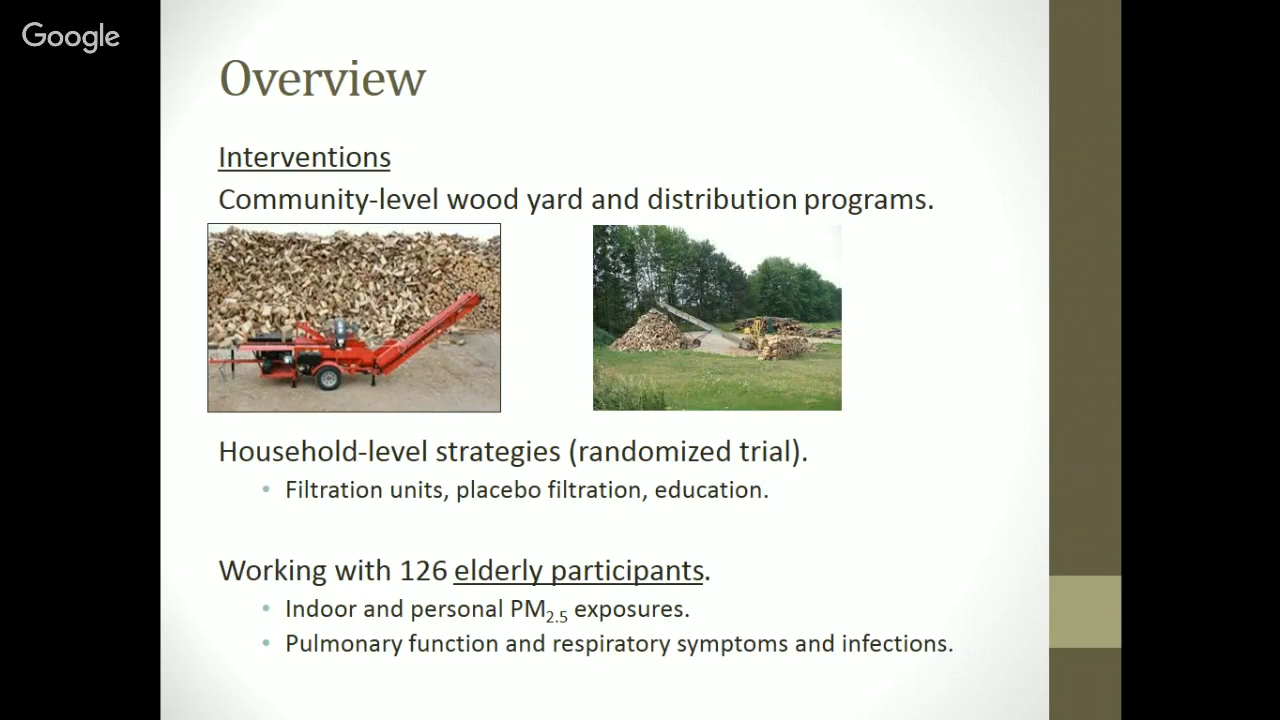 Google
Overview
Interventions
Community-level wood yard and distribution programs.
Household-level strategies (randomized trial).
• Filtration units, placebo filtration, education.
Working with 126 elderly participants.
• Indoor and personal PM2.5 exposures.
• Pulmonary function and respiratory symptoms and infections.